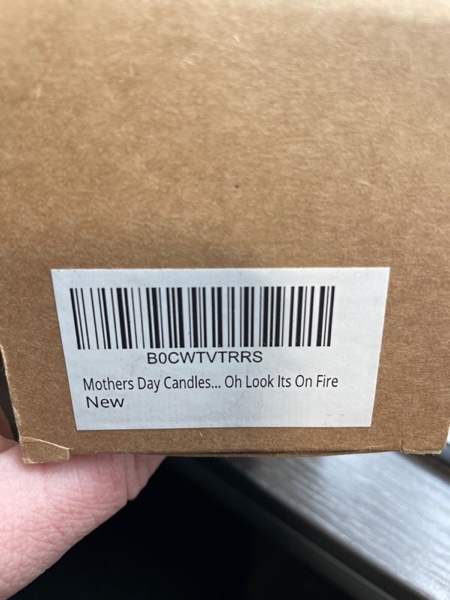 B0CWTVTRRS
Mothers Day Candles... Oh Look Its On Fire
New